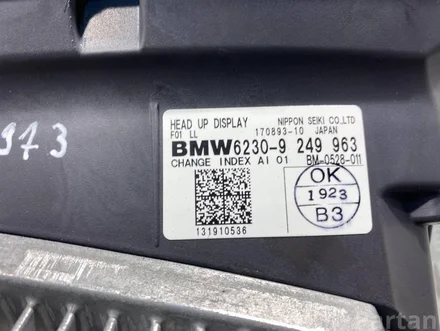 973
HEAD UP DISPLAY NIPPON SEIKI CO.,LTD
F01 LL 170893-10 JAPAN
BMW 6230-9 249 963
CHANGE INDEX AI 01 BM-0528-011
OK
1923
B3
131910536